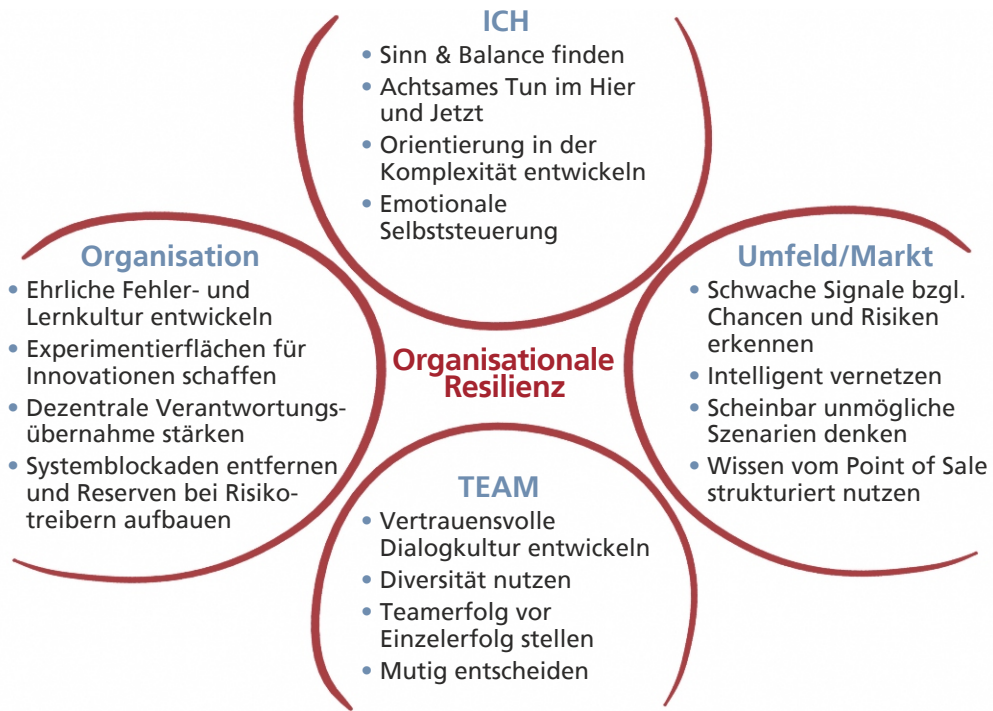 ICH
• Sinn & Balance finden
• Achtsames Tun im Hier
und Jetzt
• Orientierung in der
Komplexität entwickeln
• Emotionale
Selbststeuerung
Organisation
• Ehrliche Fehler- und
Lernkultur entwickeln
• Experimentierflächen für
Innovationen schaffen
• Dezentrale Verantwortungs-
übernahme stärken
• Systemblockaden entfernen
und Reserven bei Risiko-
treibern aufbauen
Organisationale
Resilienz
Umfeld/Markt
• Schwache Signale bzgl.
Chancen und Risiken
erkennen
• Intelligent vernetzen
• Scheinbar unmögliche
Szenarien denken
• Wissen vom Point of Sale
strukturiert nutzen
TEAM
• Vertrauensvolle
Dialogkultur entwickeln
• Diversität nutzen
• Teamerfolg vor
Einzelerfolg stellen
• Mutig entscheiden